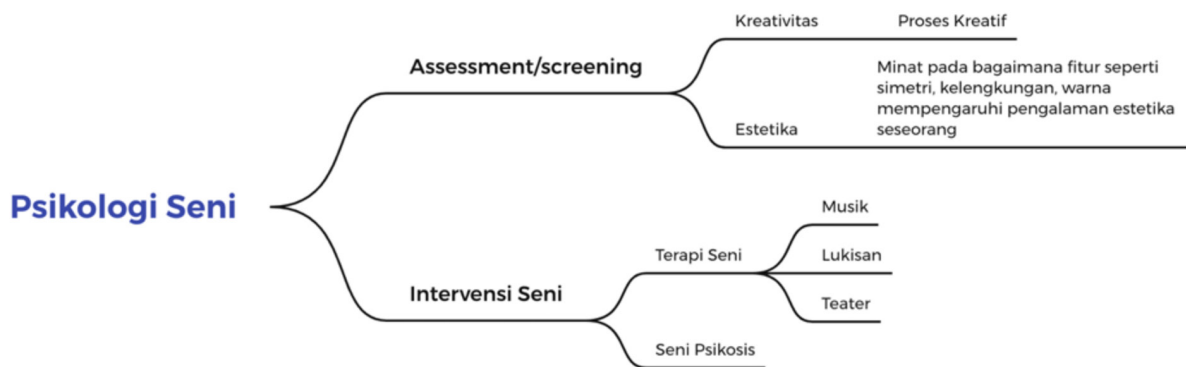 Psikologi Seni
Assessment/screening
Kreativitas
Proses Kreatif
Estetika
Minat pada bagaimana fitur seperti
simetri, kelengkungan, warna
mempengaruhi pengalaman estetika
seseorang
Intervensi Seni
Terapi Seni
Musik
Lukisan
Teater
Seni Psikosis